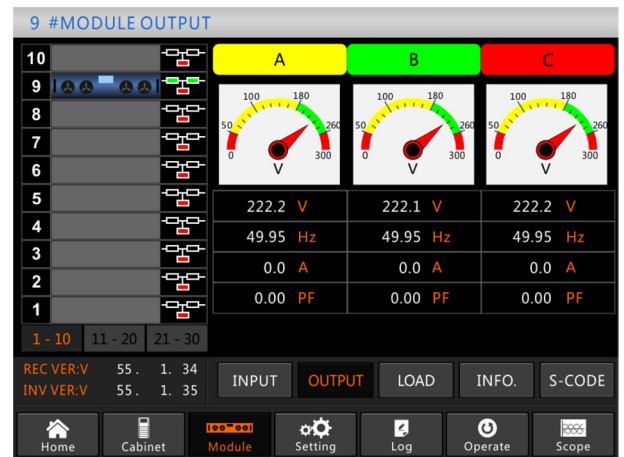 9 #MODULE OUTPUT
10
9
8
7
6
5
4
3
2
1
1 - 10 11 - 20 21 - 30
REC VER:V 55. 1. 34
INV VER:V 55. 1. 35
A B C
0 50 100 180 260 300 V
0 50 100 180 260 300 V
0 50 100 180 260 300 V
222.2 V 222.1 V 222.2 V
49.95 Hz 49.95 Hz 49.95 Hz
0.0 A 0.0 A 0.0 A
0.00 PF 0.00 PF 0.00 PF
INPUT OUTPUT LOAD INFO. S-CODE
Home Cabinet Module Setting Log Operate Scope